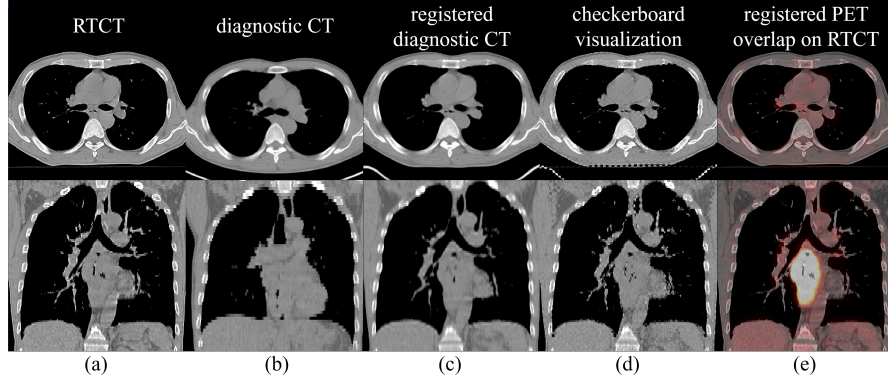 RTCT
diagnostic CT
registered
diagnostic CT
checkerboard
visualization
registered PET
overlap on RTCT
(a)
(b)
(c)
(d)
(e)